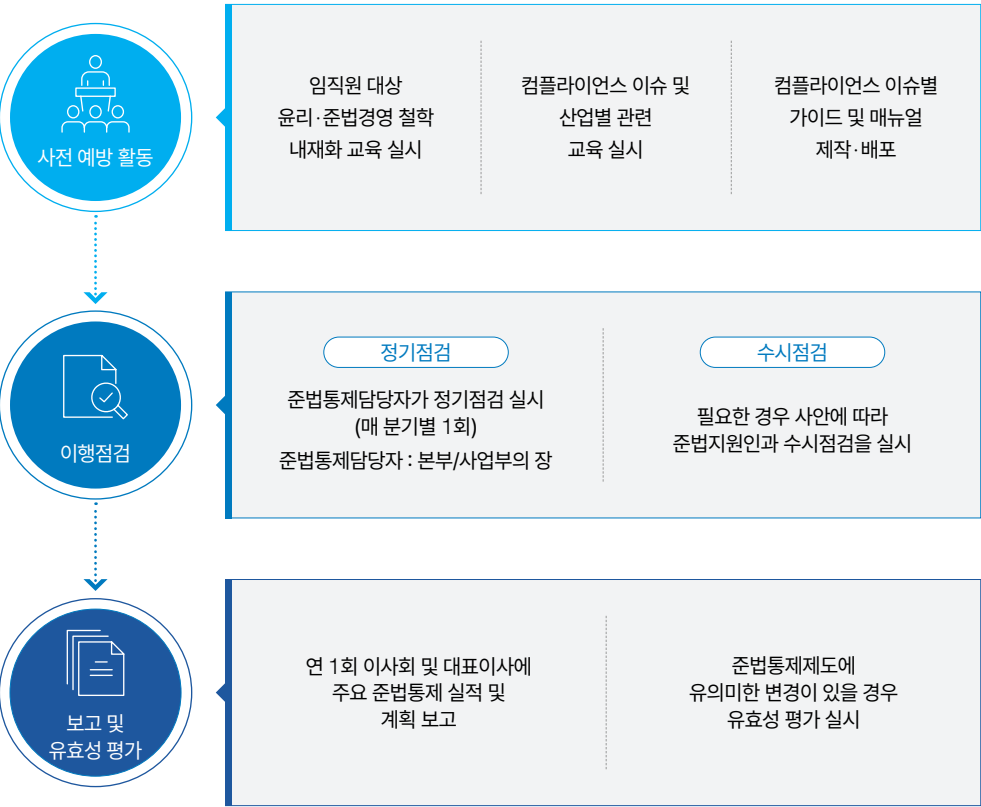 사전 예방 활동
임직원 대상
윤리·준법경영 철학
내재화 교육 실시
컴플라이언스 이슈 및
산업별 관련
교육 실시
컴플라이언스 이슈별
가이드 및 매뉴얼
제작·배포
이행점검
정기점검
준법통제담당자가 정기점검 실시
(매 분기별 1회)
준법통제담당자 : 본부/사업부의 장
수시점검
필요한 경우 사안에 따라
준법지원인과 수시점검을 실시
보고 및
유효성 평가
연 1회 이사회 및 대표이사에
주요 준법통제 실적 및
계획 보고
준법통제제도에
유의미한 변경이 있을 경우
유효성 평가 실시